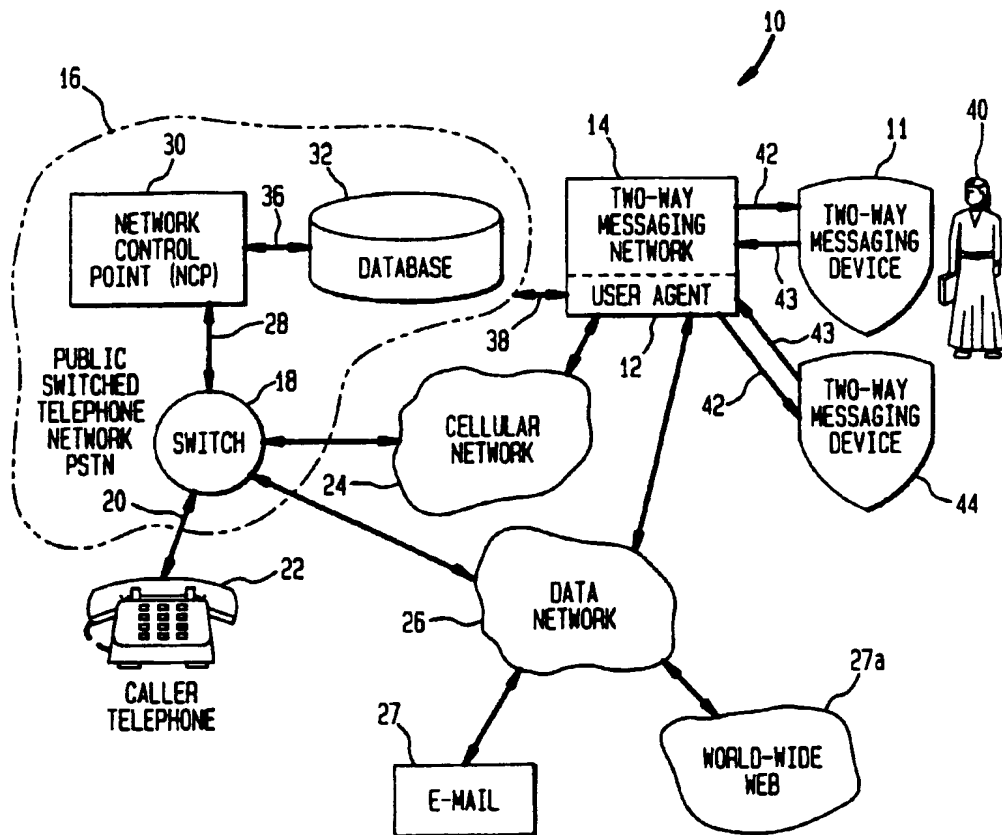 10
16
30
32
14
42
11
40
NETWORK
CONTROL
POINT (NCP)
36
DATABASE
TWO-WAY
MESSAGING
NETWORK
USER AGENT
TWO-WAY
MESSAGING
DEVICE
43
28
38
12
43
42
PUBLIC
SWITCHED
TELEPHONE
NETWORK
PSTN
18
SWITCH
CELLULAR
NETWORK
24
TWO-WAY
MESSAGING
DEVICE
44
20
22
CALLER
TELEPHONE
DATA
NETWORK
26
27
E-MAIL
27a
WORLD-WIDE
WEB